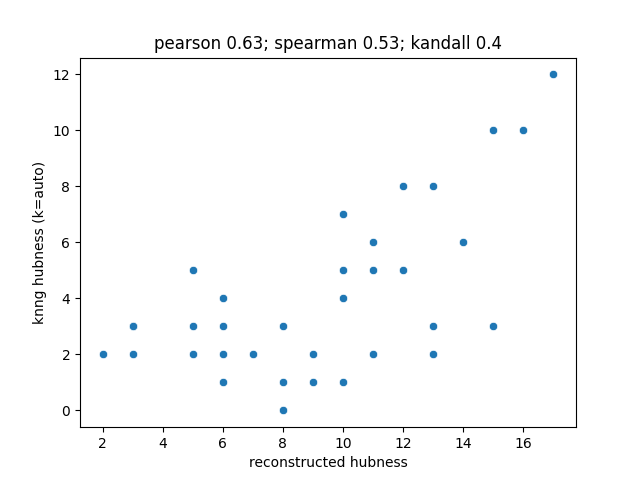 pearson 0.63; spearman 0.53; kandall 0.4
12
10
8
6
4
2
0
knng hubness (k=auto)
2 4 6 8 10 12 14 16
reconstructed hubness